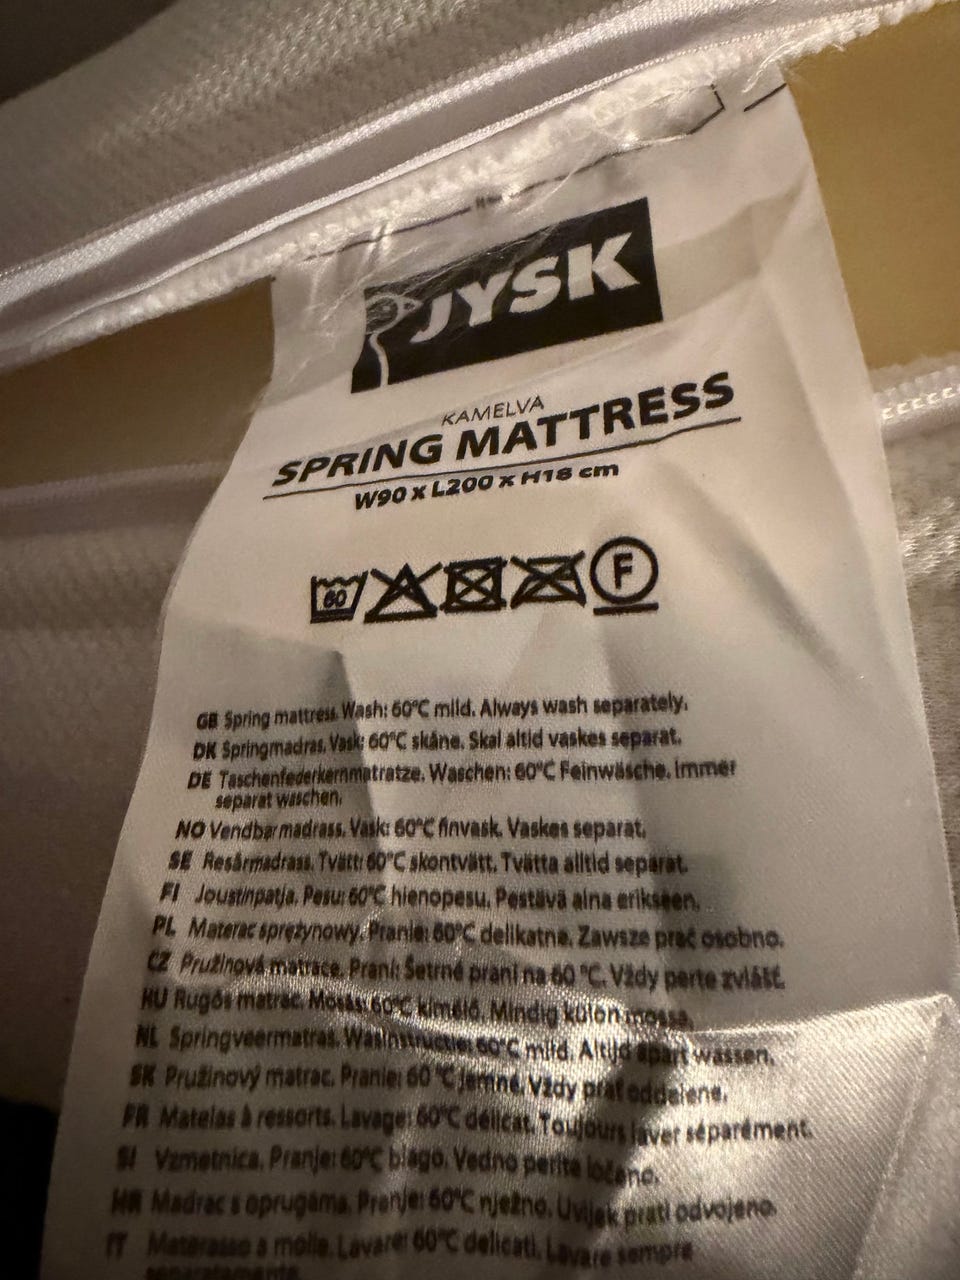 JYSK
KAMELVA
SPRING MATTRESS
W90 x L200 x H18 cm
60 F
GB Spring mattress. Wash: 60°C mild. Always wash separately.
DK Springmadras. Vask: 60°C skåne. Skal altid vaskes separat.
DE Taschenfederkernmatratze. Waschen: 60°C Feinwäsche. Immer
separat waschen.
NO Vendbar madrass. Vask: 60°C finvask. Vaskes separat.
SE Resårmadrass. Tvätt: 60°C skontvätt. Tvätta alltid separat.
FI Joustinpatja. Pesu: 60°C hienopesu. Pestävä aina erikseen.
PL Materac sprężynowy. Pranie: 60°C delikatne. Zawsze prać osobno.
CZ Pružinová matrace. Praní: Šetrné praní na 60 °C. Vždy perte zvlášť.
HU Rugós matrac. Mosás: 60°C kímélő. Mindig külön mossa.
NL Springveermatras. Wasinstructie: 60°C mild. Altijd apart wassen.
SK Pružinový matrac. Pranie: 60 °C jemné. Vždy prať oddelene.
FR Matelas à ressorts. Lavage: 60°C délicat. Toujours laver séparément.
SI Vzmetnica. Pranje: 60°C blago. Vedno perite ločeno.
HR Madrac s oprugama. Pranje: 60°C nježno. Uvijek prati odvojeno.
IT Materasso a molle. Lavare: 60°C delicati. Lavare sempre
separatamente.